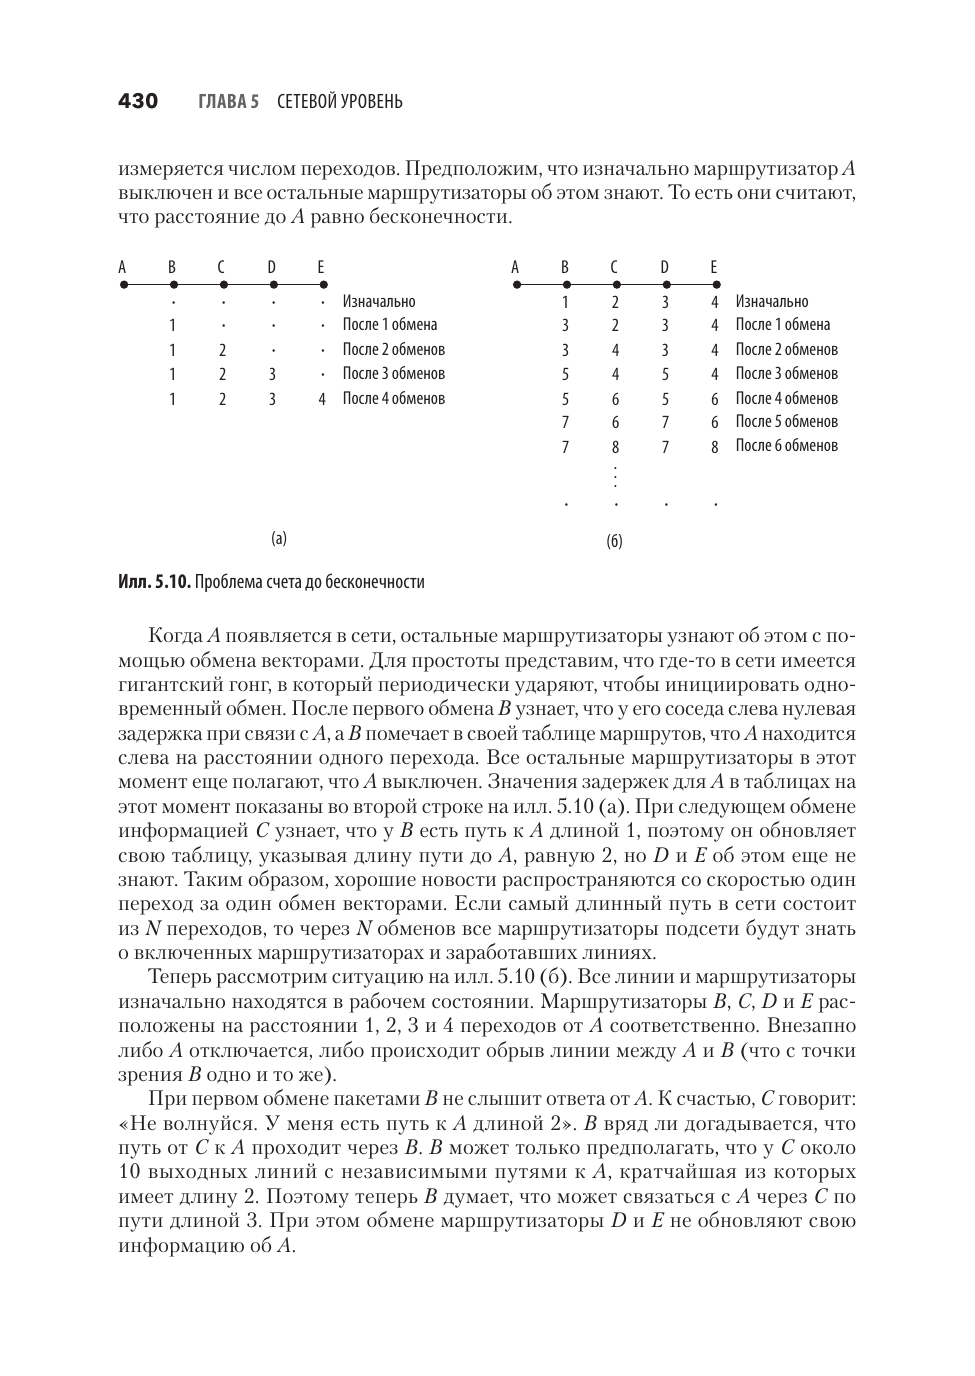 430 ГЛАВА 5 СЕТЕВОЙ УРОВЕНЬ
измеряется числом переходов. Предположим, что изначально маршрутизатор A
выключен и все остальные маршрутизаторы об этом знают. То есть они считают,
что расстояние до A равно бесконечности.
A B C D E
· · · · Изначально
1 · · · После 1 обмена
1 2 · · После 2 обменов
1 2 3 · После 3 обменов
1 2 3 4 После 4 обменов
(а)
A B C D E
1 2 3 4 Изначально
3 2 3 4 После 1 обмена
3 4 3 4 После 2 обменов
5 4 5 4 После 3 обменов
5 6 5 6 После 4 обменов
7 6 7 6 После 5 обменов
7 8 7 8 После 6 обменов
⋮
· · · ·
(б)
Илл. 5.10. Проблема счета до бесконечности
Когда A появляется в сети, остальные маршрутизаторы узнают об этом с по-
мощью обмена векторами. Для простоты представим, что где-то в сети имеется
гигантский гонг, в который периодически ударяют, чтобы инициировать одно-
временный обмен. После первого обмена B узнает, что у его соседа слева нулевая
задержка при связи с A, а B помечает в своей таблице маршрутов, что A находится
слева на расстоянии одного перехода. Все остальные маршрутизаторы в этот
момент еще полагают, что A выключен. Значения задержек для A в таблицах на
этот момент показаны во второй строке на илл. 5.10 (а). При следующем обмене
информацией C узнает, что у B есть путь к A длиной 1, поэтому он обновляет
свою таблицу, указывая длину пути до A, равную 2, но D и E об этом еще не
знают. Таким образом, хорошие новости распространяются со скоростью один
переход за один обмен векторами. Если самый длинный путь в сети состоит
из N переходов, то через N обменов все маршрутизаторы подсети будут знать
о включенных маршрутизаторах и заработавших линиях.
Теперь рассмотрим ситуацию на илл. 5.10 (б). Все линии и маршрутизаторы
изначально находятся в рабочем состоянии. Маршрутизаторы B, C, D и E рас-
положены на расстоянии 1, 2, 3 и 4 переходов от A соответственно. Внезапно
либо A отключается, либо происходит обрыв линии между A и B (что с точки
зрения B одно и то же).
При первом обмене пакетами B не слышит ответа от A. К счастью, C говорит:
«Не волнуйся. У меня есть путь к A длиной 2». B вряд ли догадывается, что
путь от C к A проходит через B. B может только предполагать, что у C около
10 выходных линий с независимыми путями к A, кратчайшая из которых
имеет длину 2. Поэтому теперь B думает, что может связаться с A через C по
пути длиной 3. При этом обмене маршрутизаторы D и E не обновляют свою
информацию об A.